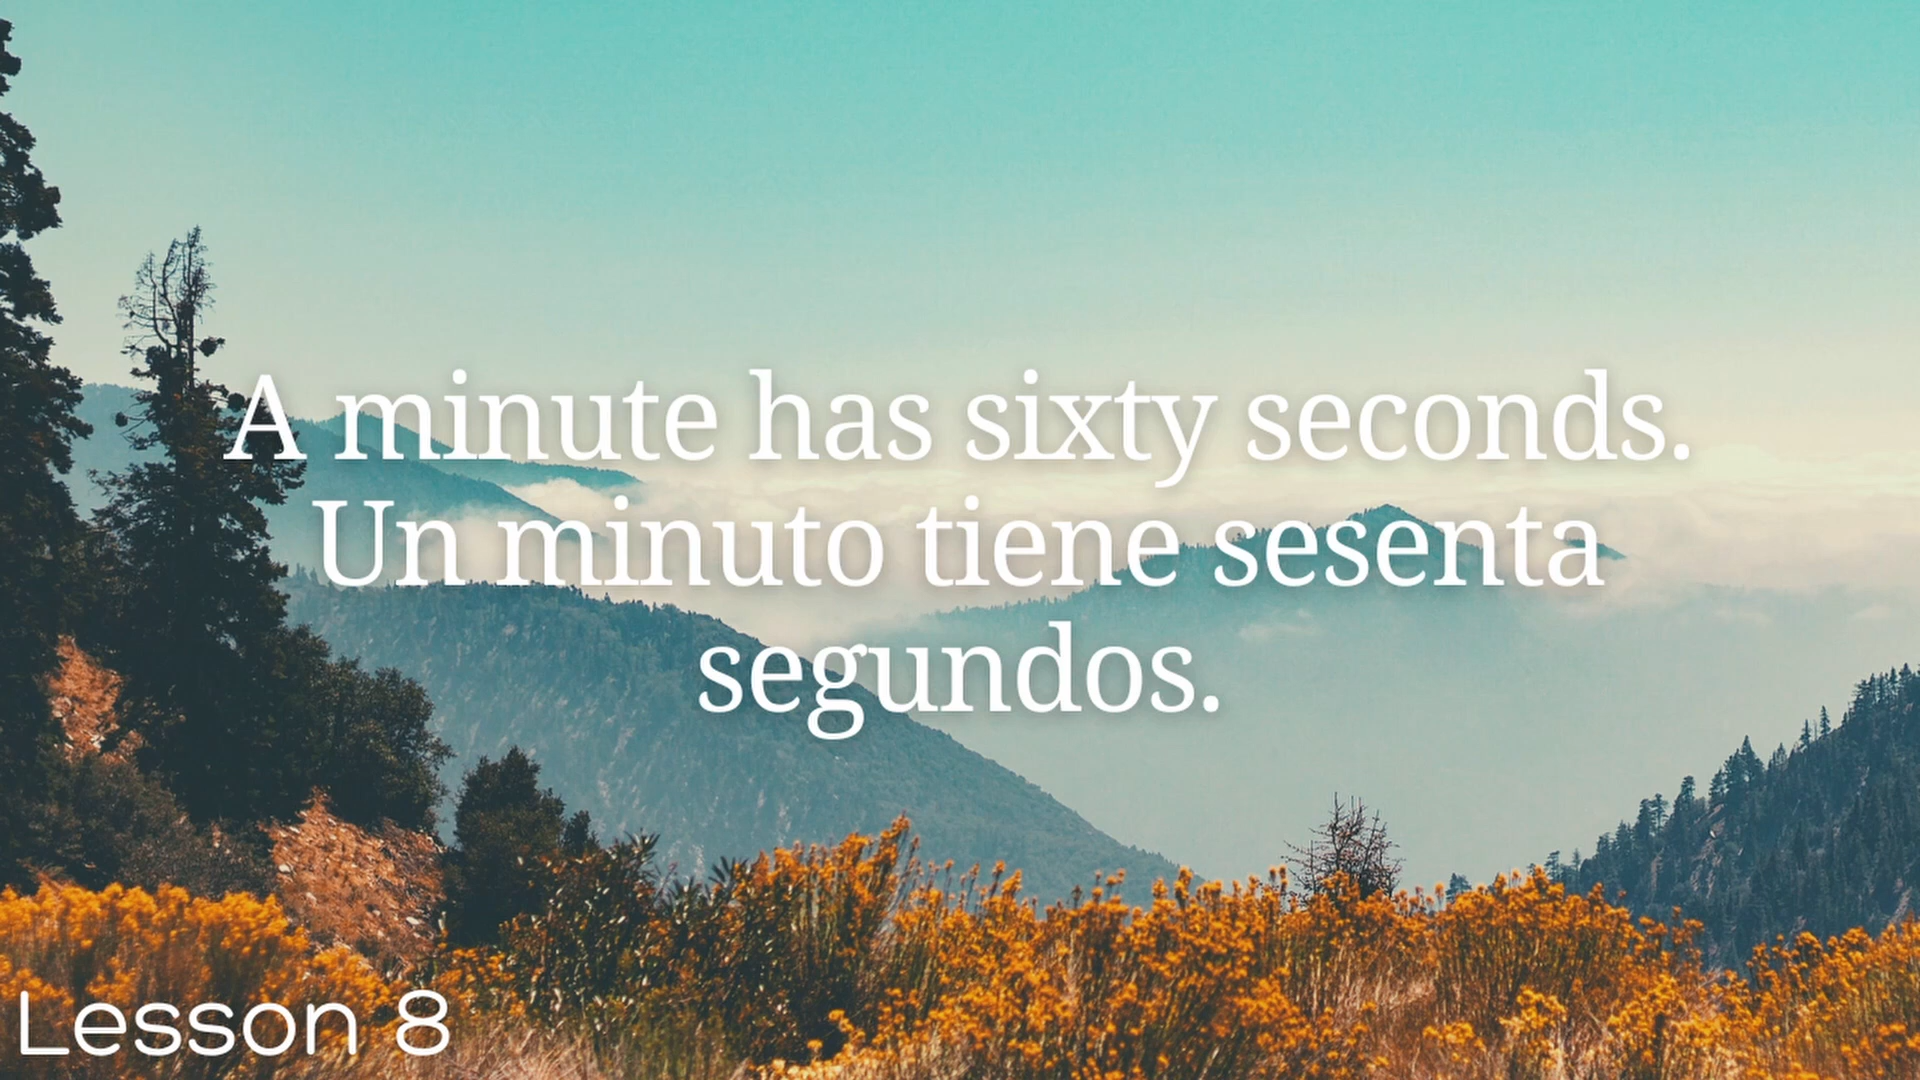 A minute has sixty seconds.
Un minuto tiene sesenta
segundos.
Lesson 8